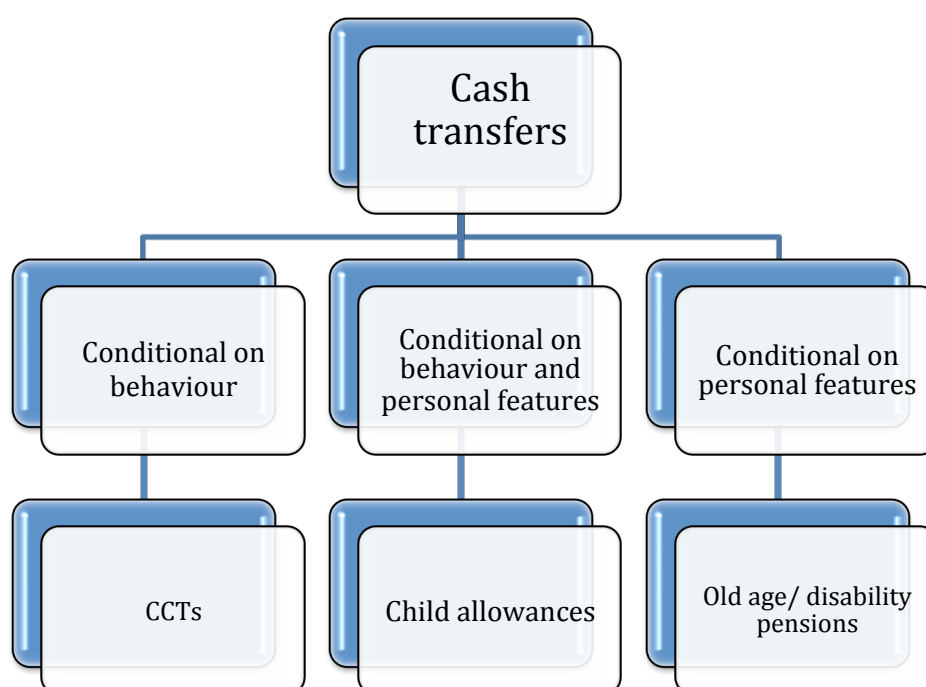 Cash
transfers
Conditional on
behaviour
Conditional on
behaviour and
personal features
Conditional on
personal features
CCTs
Child allowances
Old age/ disability
pensions